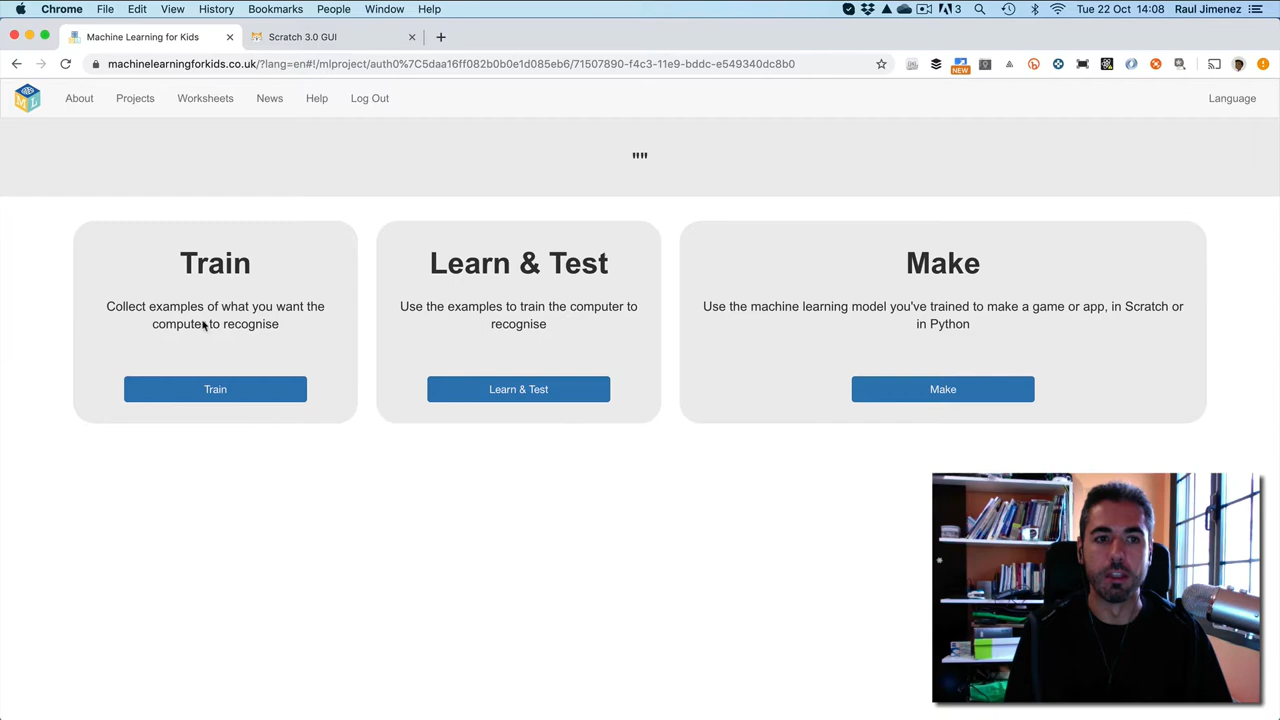 Chrome File Edit View History Bookmarks People Window Help
3 Tue 22 Oct 14:08 Raul Jimenez
Machine Learning for Kids
Scratch 3.0 GUI
machinelearningforkids.co.uk/?lang=en#!/mlproject/auth0%7C5daa16ff082b0b0e1d085eb6/71507890-f4c3-11e9-bddc-e549340dc8b0
NEW
ML About Projects Worksheets News Help Log Out Language
""
Train
Collect examples of what you want the
computer to recognise
Train
Learn & Test
Use the examples to train the computer to
recognise
Learn & Test
Make
Use the machine learning model you've trained to make a game or app, in Scratch or
in Python
Make